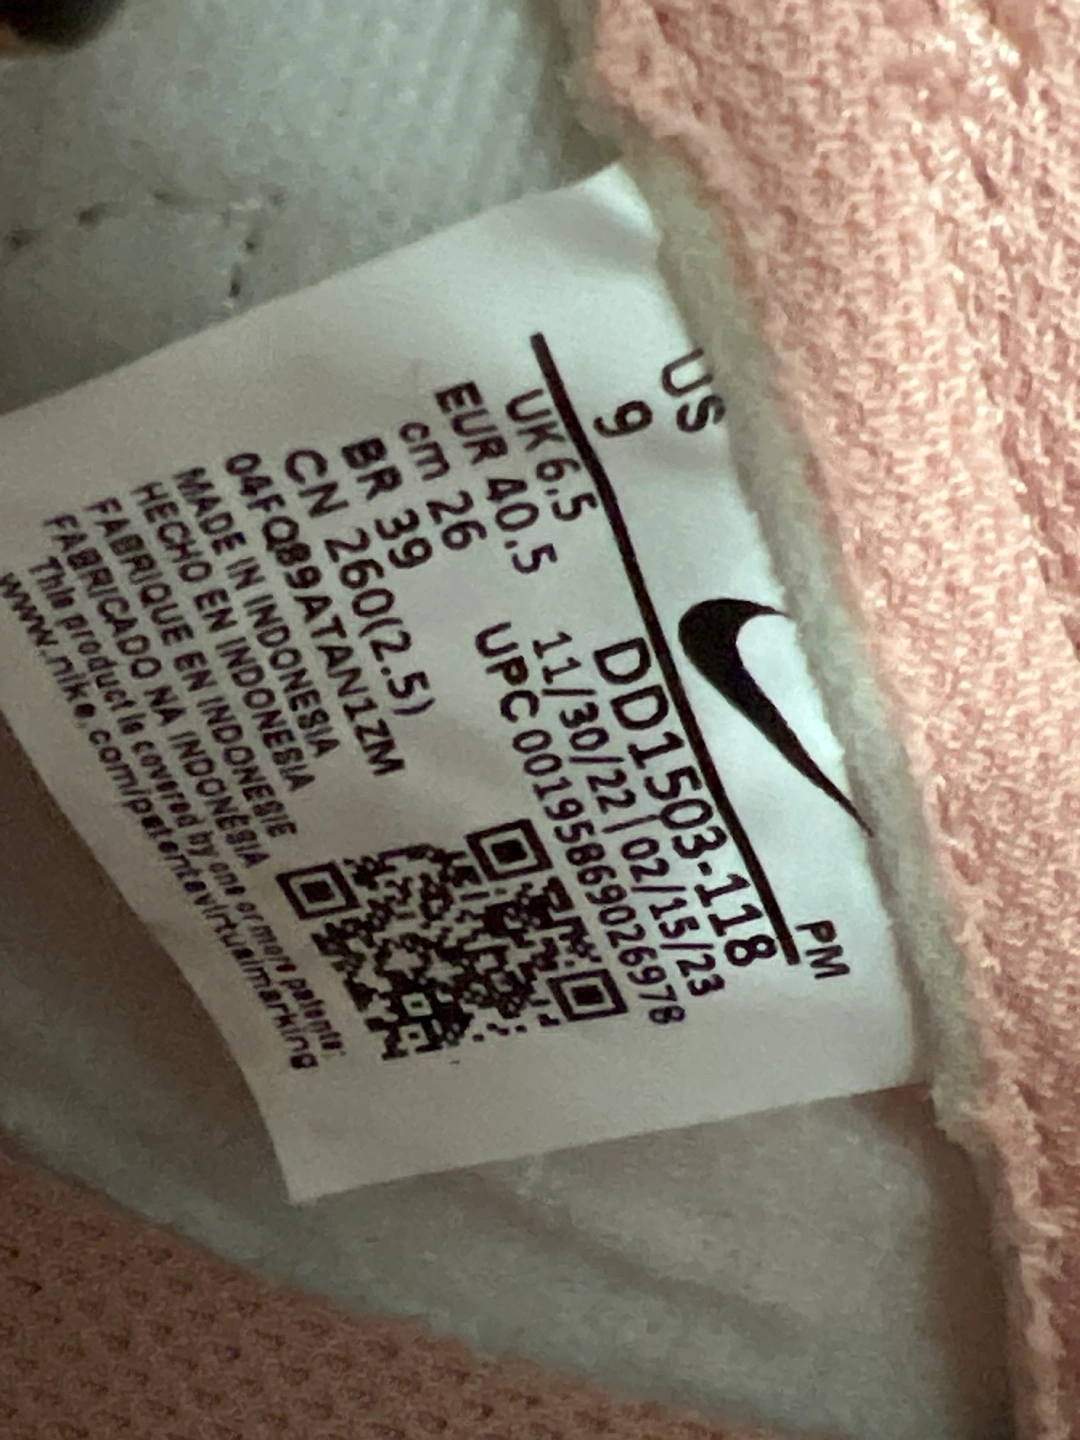 US
9
PM
UK 6.5
EUR 40.5
cm 26
BR 39
CN 260(2.5)
04FQ89ATAN1ZM
MADE IN INDONESIA
HECHO EN INDONESIA
FABRIQUE EN INDONESIE
FABRICADO NA INDONÉSIA
This product is covered by one or more patents:
www.nike.com/patentevirtualmarking
DD1503-118
11/30/22 | 02/15/23
UPC 00195869026978